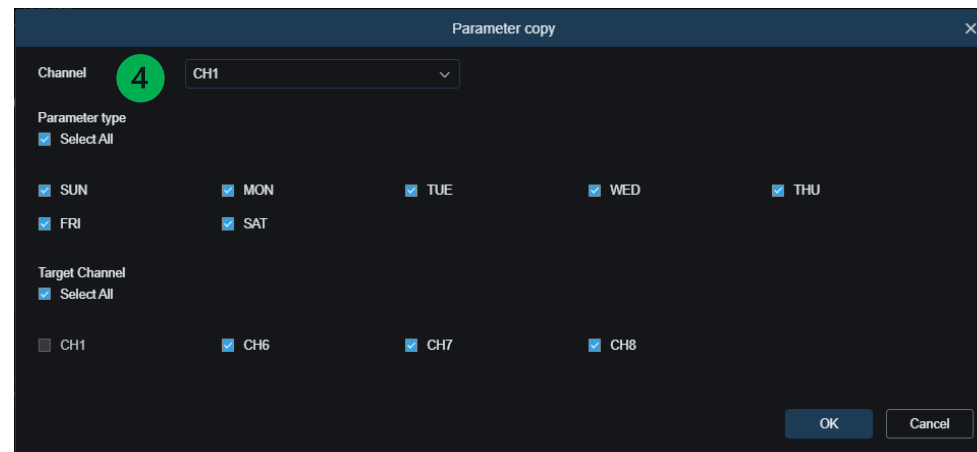 Parameter copy
Channel 4 CH1
Parameter type
Select All
SUN MON TUE WED THU
FRI SAT
Target Channel
Select All
CH1 CH6 CH7 CH8
OK Cancel